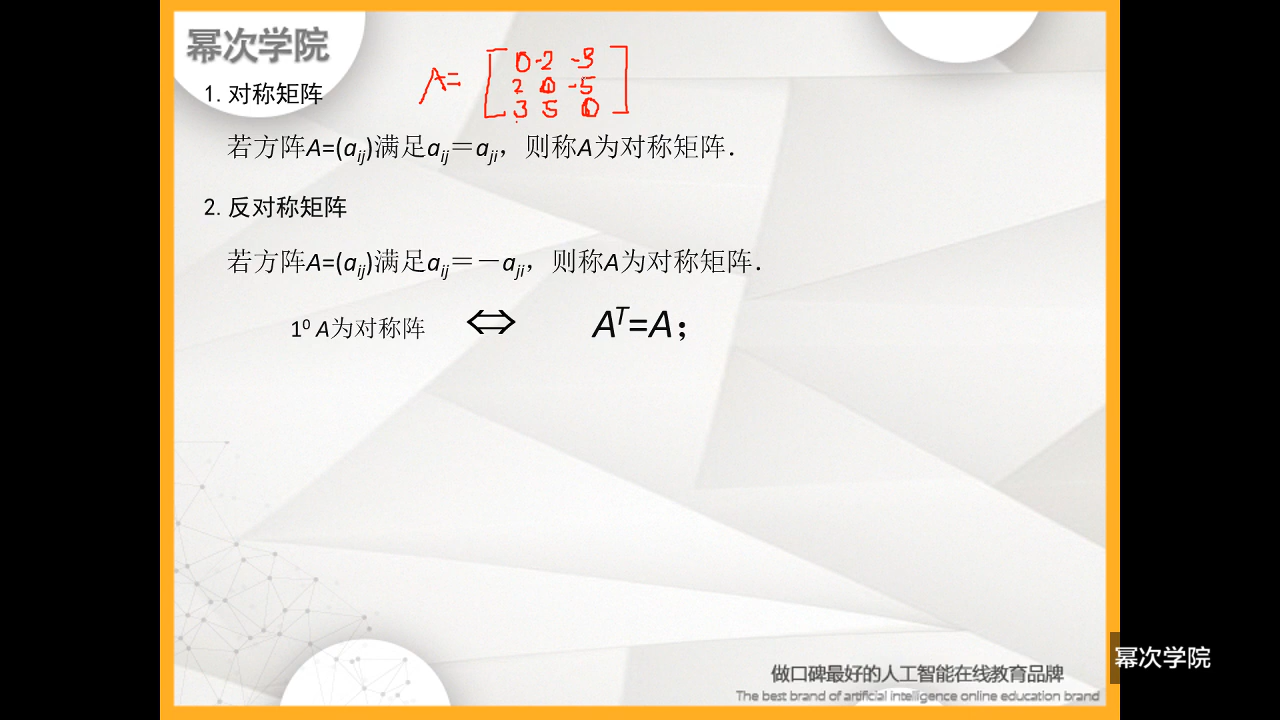 幂次学院
A= [0 -2 -3
2 0 -5
3 5 0]
1. 对称矩阵
若方阵A=(aij)满足aij＝aji，则称A为对称矩阵．
2. 反对称矩阵
若方阵A=(aij)满足aij＝－aji，则称A为对称矩阵．
1⁰ A为对称阵 ⇔ Aᵀ=A；
幂次学院
做口碑最好的人工智能在线教育品牌
The best brand of artificial intelligence online education brand